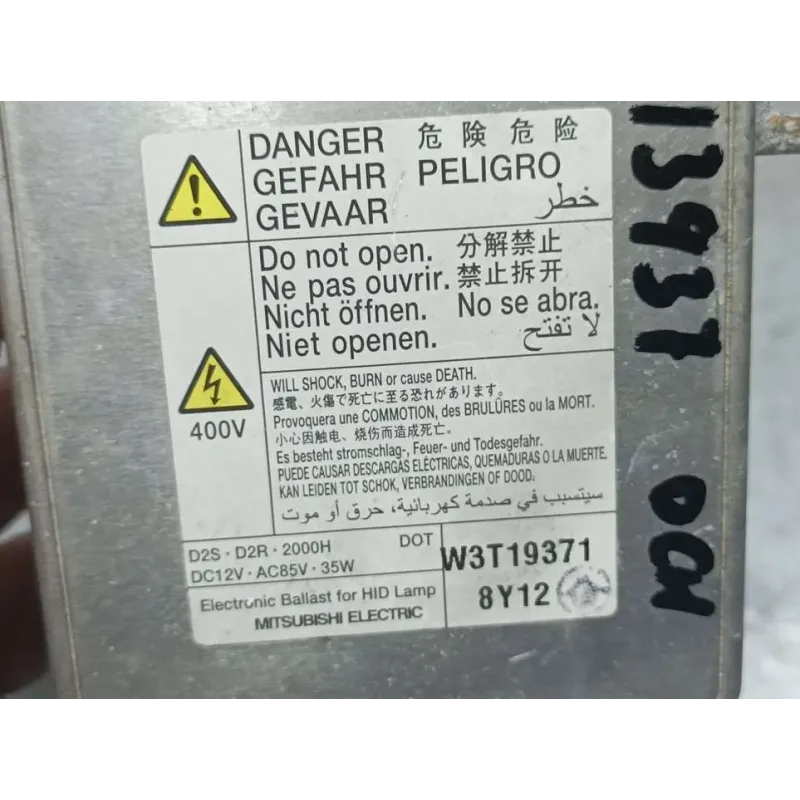 DANGER 危険危险
GEFAHR PELIGRO
GEVAAR خطر
Do not open. 分解禁止
Ne pas ouvrir. 禁止拆开
Nicht öffnen. No se abra.
Niet openen. لا تفتح
400V
WILL SHOCK, BURN or cause DEATH.
感電、火傷で死亡に至る恐れがあります。
Provoquera une COMMOTION, des BRULÛRES ou la MORT.
小心因触电、烧伤而造成死亡。
Es besteht stromschlag-, Feuer- und Todesgefahr.
PUEDE CAUSAR DESCARGAS ELÉCTRICAS, QUEMADURAS O LA MUERTE.
KAN LEIDEN TOT SCHOK, VERBRANDINGEN OF DOOD.
سيتسبب في صدمة كهربائية، حرق أو موت
D2S · D2R · 2000H DOT
DC12V · AC85V · 35W
W3T19371
Electronic Ballast for HID Lamp
MITSUBISHI ELECTRIC
8Y12
13937